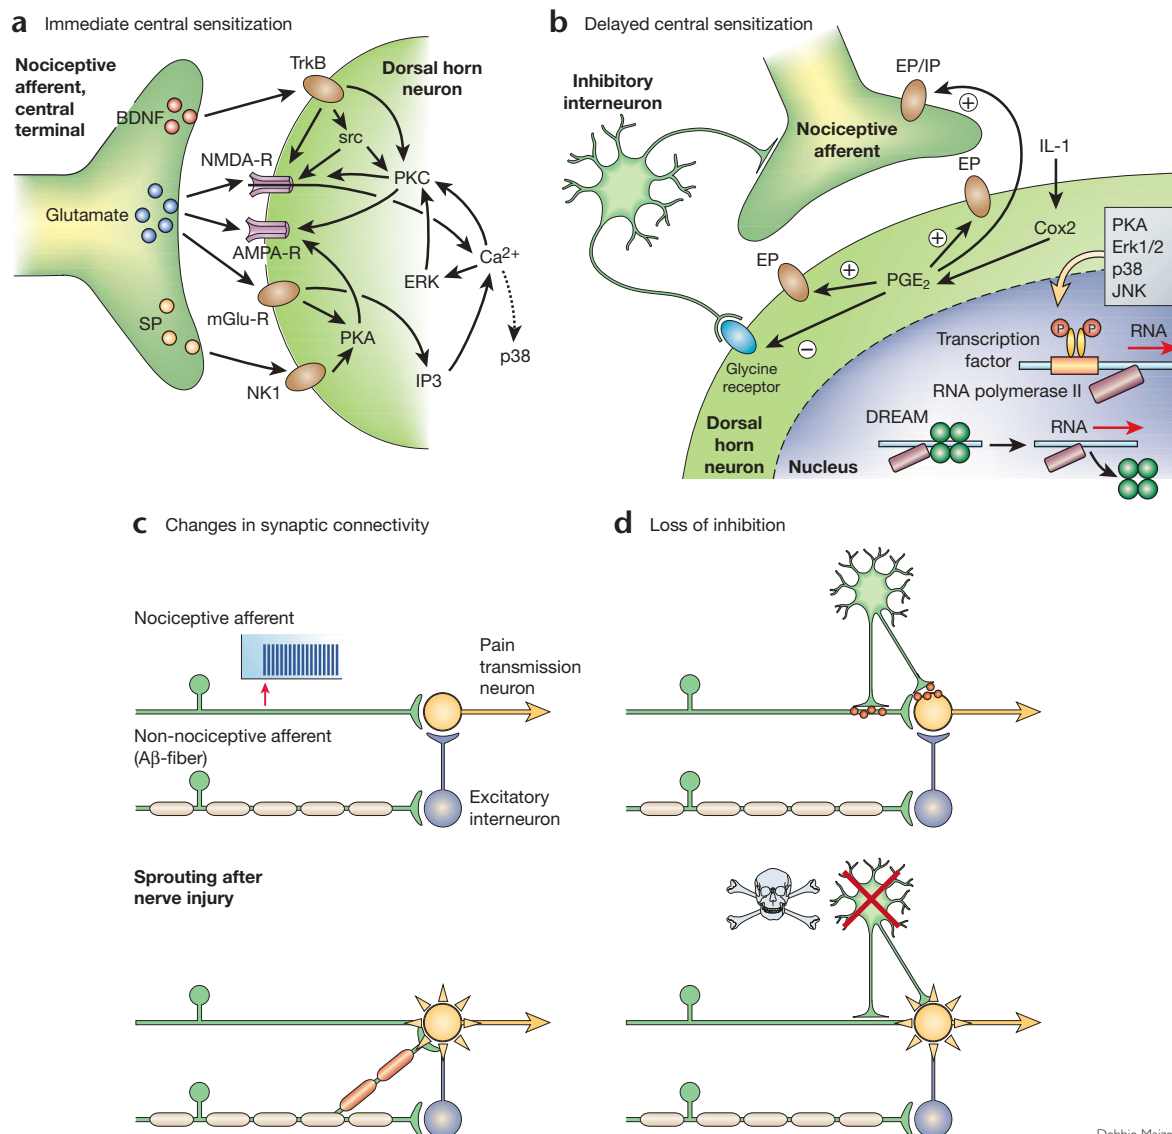 a Immediate central sensitization
Nociceptive
afferent,
central
terminal
BDNF
Glutamate
SP
TrkB
Dorsal horn
neuron
src
NMDA-R
PKC
AMPA-R
Ca2+
ERK
mGlu-R
PKA
p38
IP3
NK1
b Delayed central sensitization
Inhibitory
interneuron
EP/IP
+
Nociceptive
afferent
IL-1
EP
Cox2
+
EP
+
PGE2
PKA
Erk1/2
p38
JNK
−
Glycine
receptor
P P
Transcription
factor
RNA
RNA polymerase II
DREAM
RNA
Dorsal
horn
neuron
Nucleus
c Changes in synaptic connectivity
Nociceptive afferent
Pain
transmission
neuron
Non-nociceptive afferent
(Aβ-fiber)
Excitatory
interneuron
Sprouting after
nerve injury
d Loss of inhibition
Debbie